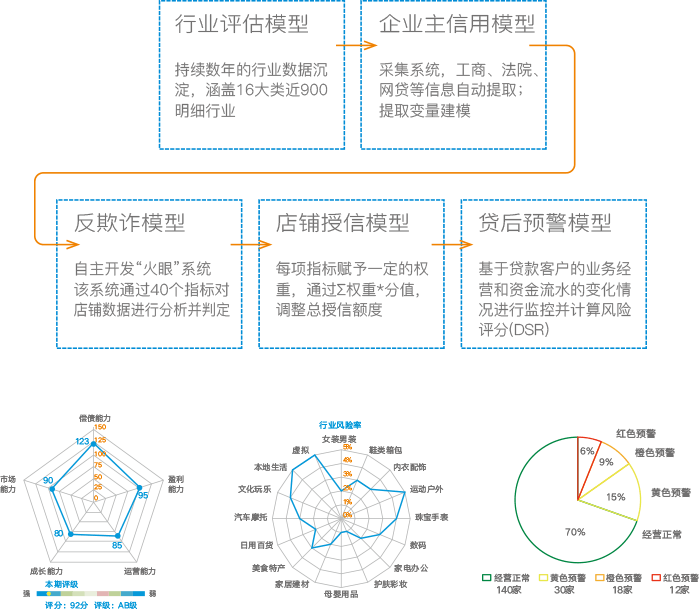 行业评估模型
持续数年的行业数据沉
淀，涵盖16大类近900
明细行业
企业主信用模型
采集系统，工商、法院、
网贷等信息自动提取；
提取变量建模
反欺诈模型
自主开发“火眼”系统
该系统通过40个指标对
店铺数据进行分析并判定
店铺授信模型
每项指标赋予一定的权
重，通过Σ权重*分值，
调整总授信额度
贷后预警模型
基于贷款客户的业务经
营和资金流水的变化情
况进行监控并计算风险
评分(DSR)
偿债能力
150
125
100
75
50
25
0
123
95
85
80
90
盈利
能力
运营能力
成长能力
市场
能力
本期评级
强
弱
评分：92分 评级：AB级
行业风险率
女装男装
5%
4%
3%
2%
1%
0%
鞋类箱包
内衣配饰
运动户外
珠宝手表
数码
家电办公
护肤彩妆
母婴用品
家居建材
美食特产
日用百货
汽车摩托
文化玩乐
本地生活
虚拟
红色预警
橙色预警
黄色预警
经营正常
6%
9%
15%
70%
经营正常
140家
黄色预警
30家
橙色预警
18家
红色预警
12家